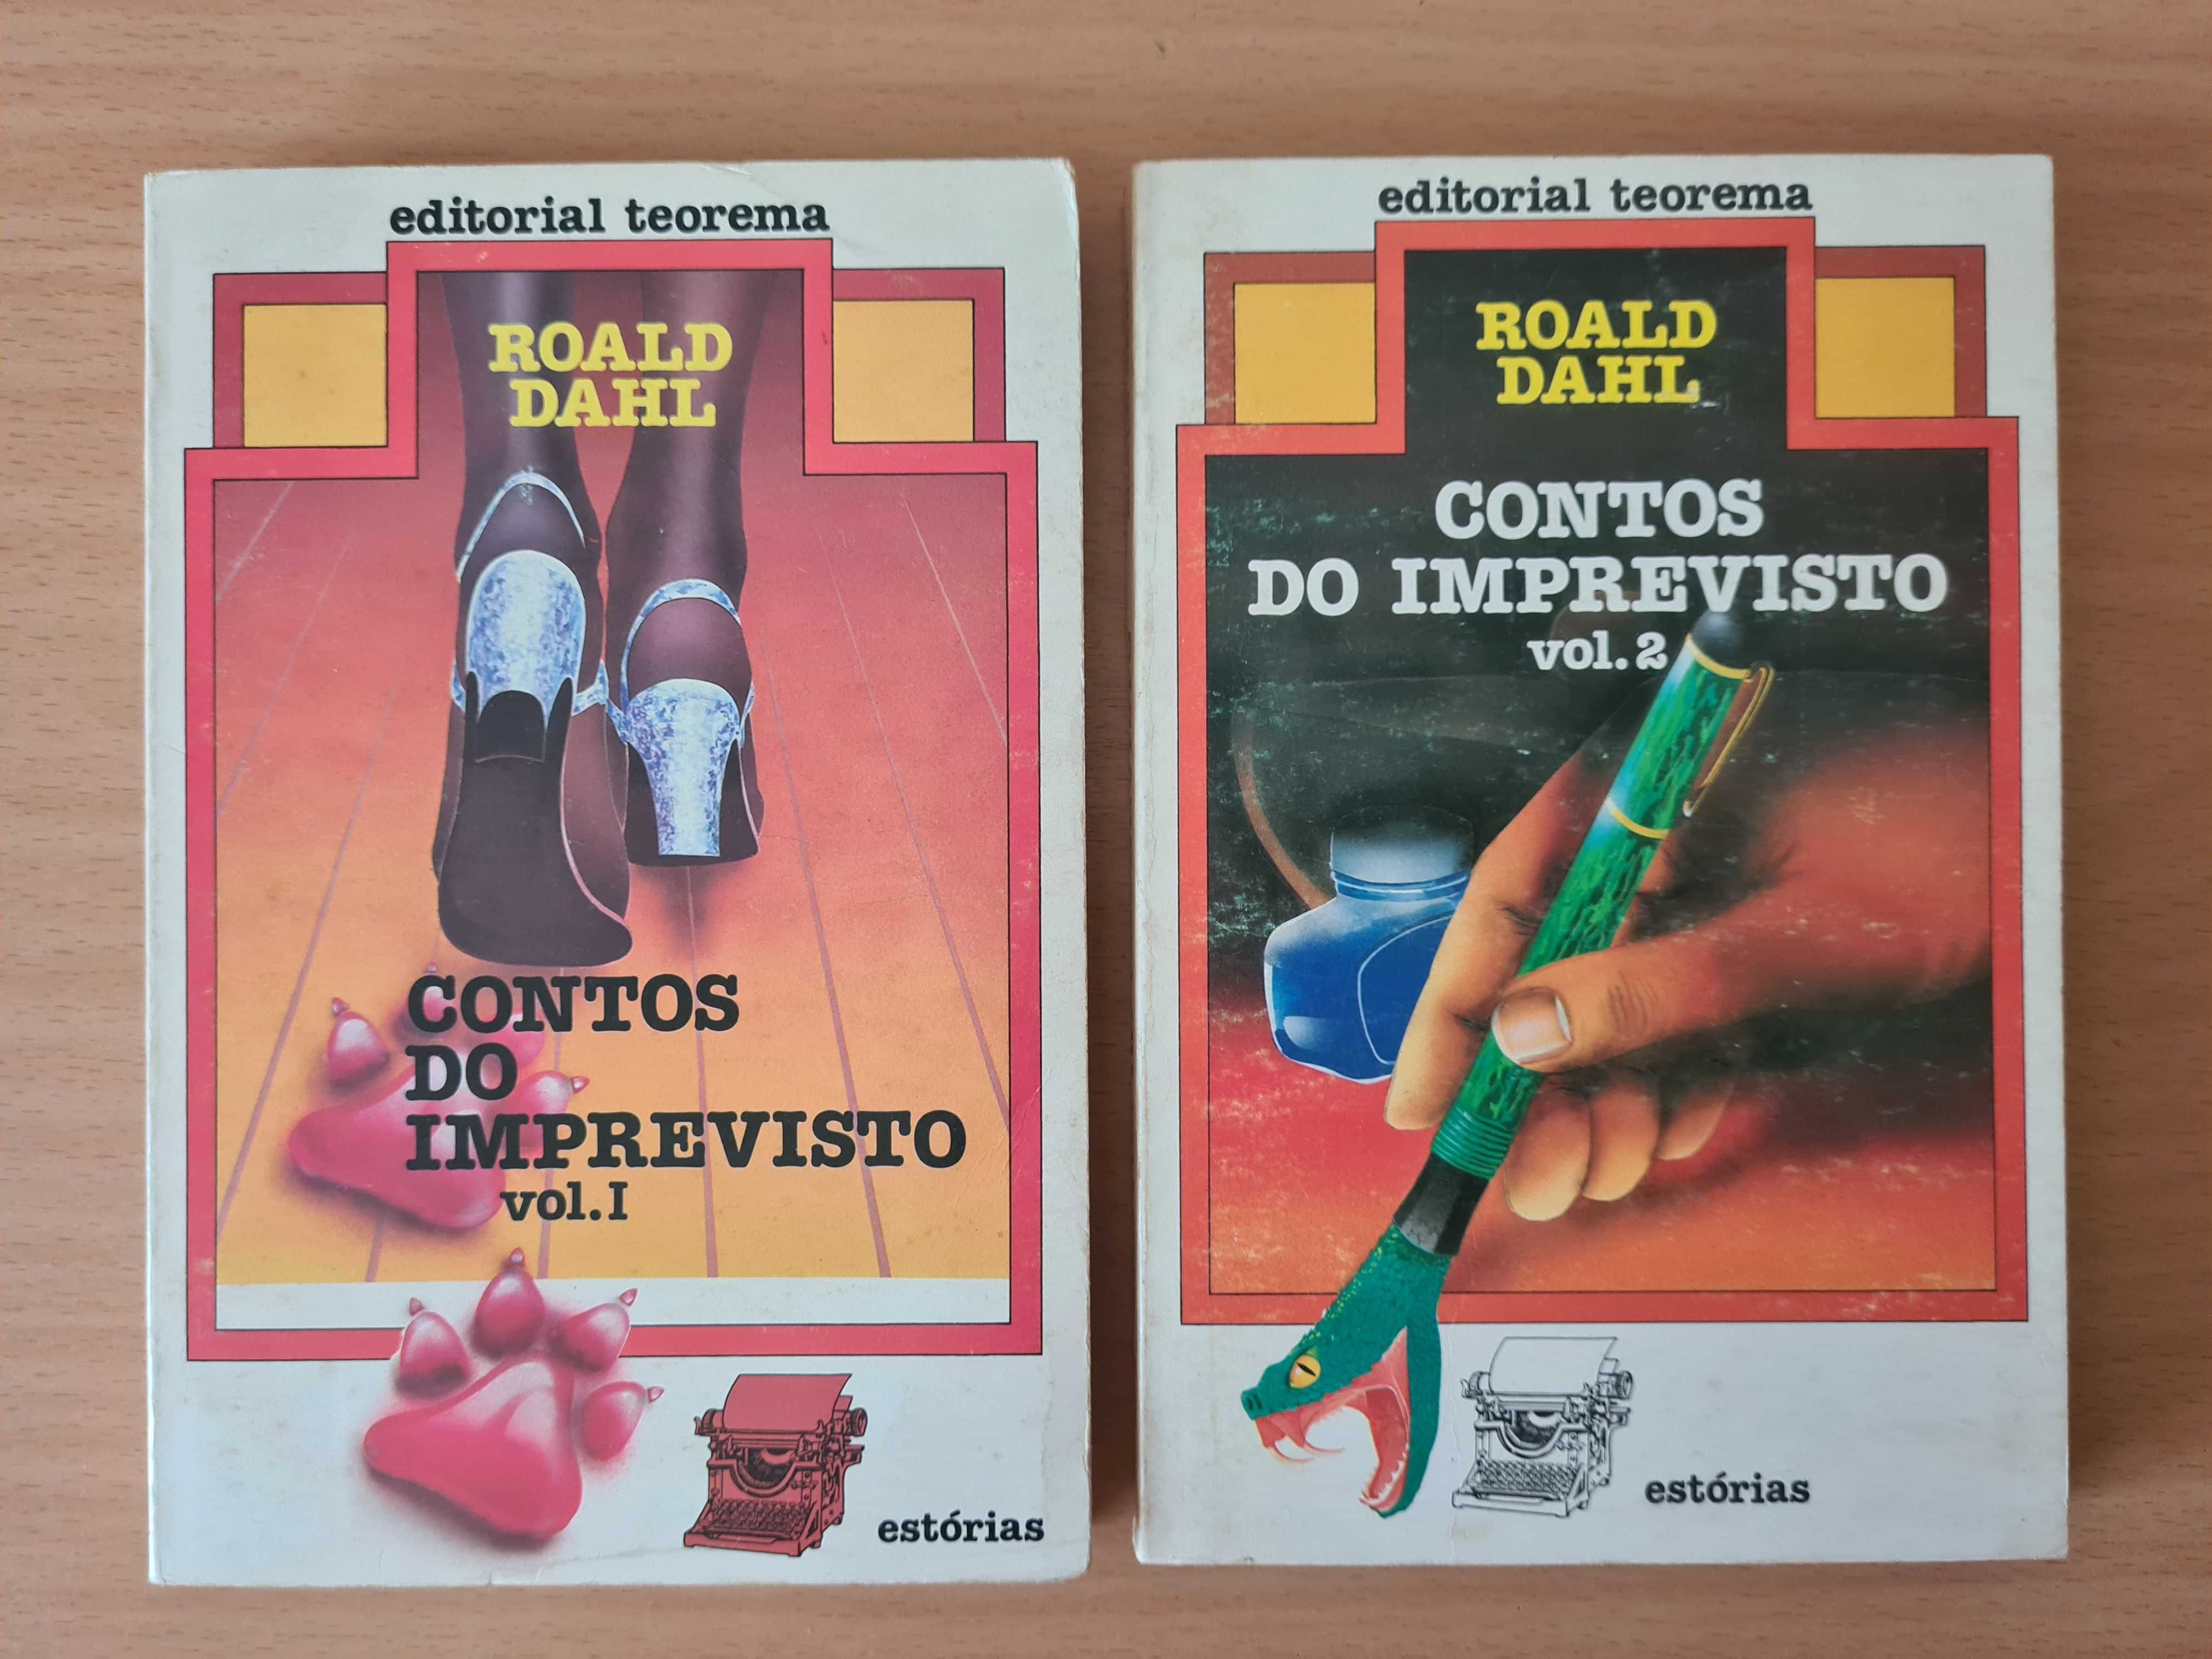 editorial teorema
ROALD
DAHL
CONTOS
DO
IMPREVISTO
vol.I
estórias
editorial teorema
ROALD
DAHL
CONTOS
DO IMPREVISTO
vol.2
estórias